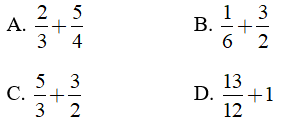 A. 2/3 + 5/4 B. 1/6 + 3/2
C. 5/3 + 3/2 D. 13/12 + 1